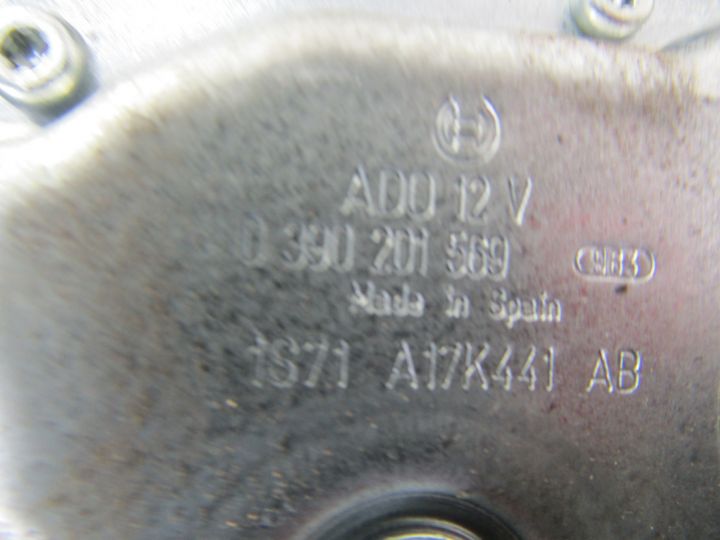 ADO 12 V
0 390 201 569
Made in Spain
1S71 A17K441 AB